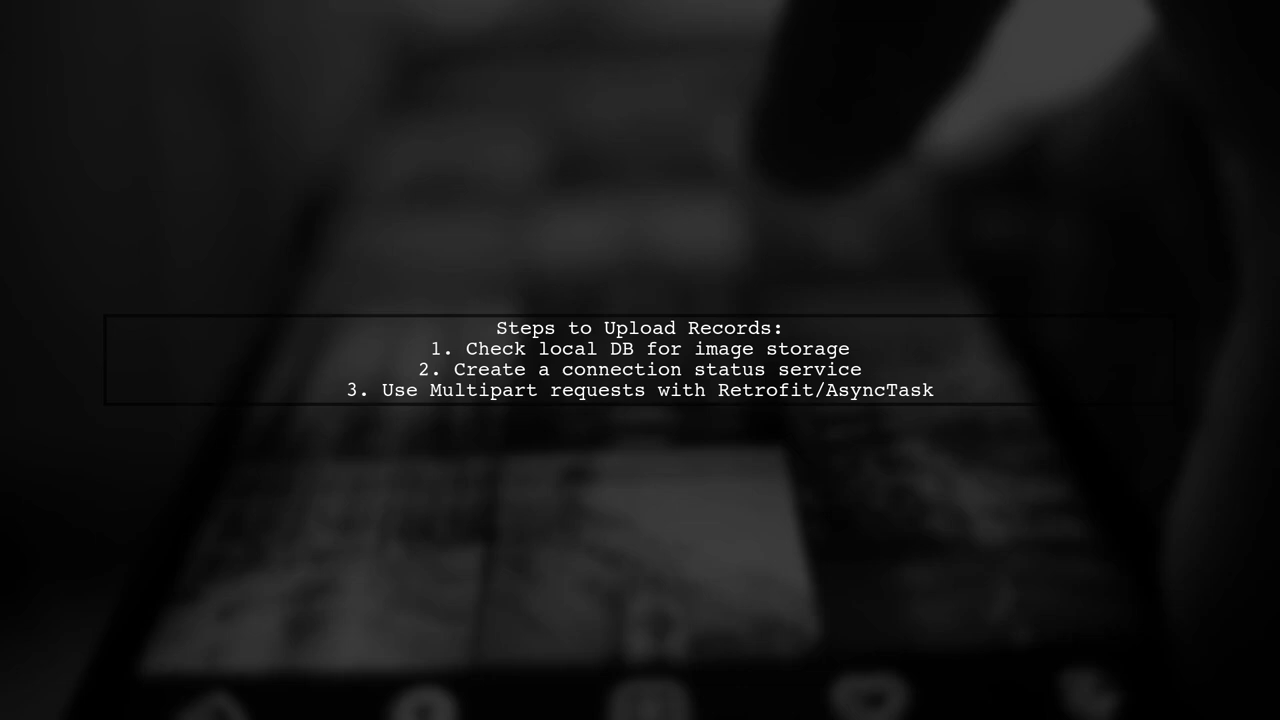 Steps to Upload Records:
1. Check local DB for image storage
2. Create a connection status service
3. Use Multipart requests with Retrofit/AsyncTask